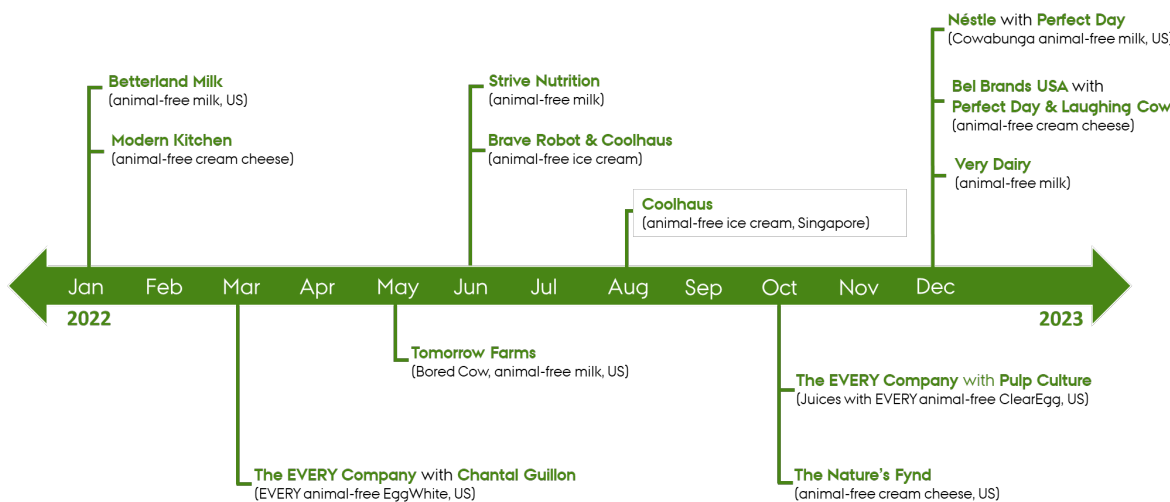 Néstle with Perfect Day
(Cowabunga animal-free milk, US)
Betterland Milk
(animal-free milk, US)
Strive Nutrition
(animal-free milk)
Bel Brands USA with
Perfect Day & Laughing Cow
(animal-free cream cheese)
Modern Kitchen
(animal-free cream cheese)
Brave Robot & Coolhaus
(animal-free ice cream)
Very Dairy
(animal-free milk)
Coolhaus
(animal-free ice cream, Singapore)
Jan Feb Mar Apr May Jun Jul Aug Sep Oct Nov Dec
2022 2023
Tomorrow Farms
(Bored Cow, animal-free milk, US)
The EVERY Company with Pulp Culture
(Juices with EVERY animal-free ClearEgg, US)
The EVERY Company with Chantal Guillon
(EVERY animal-free EggWhite, US)
The Nature's Fynd
(animal-free cream cheese, US)